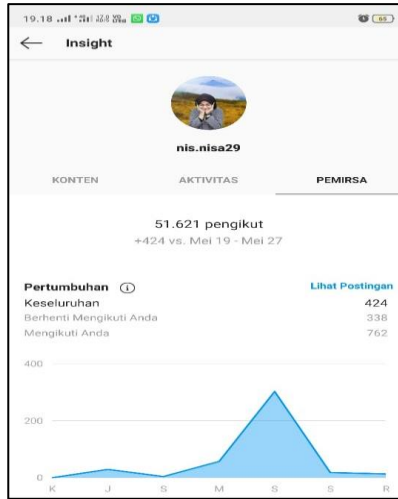 19.18
69
Insight
nis.nisa29
KONTEN AKTIVITAS PEMIRSA
51.621 pengikut
+424 vs. Mei 19 - Mei 27
Pertumbuhan Lihat Postingan
Keseluruhan 424
Berhenti Mengikuti Anda 338
Mengikuti Anda 762
400
200
0
K J S M S S R